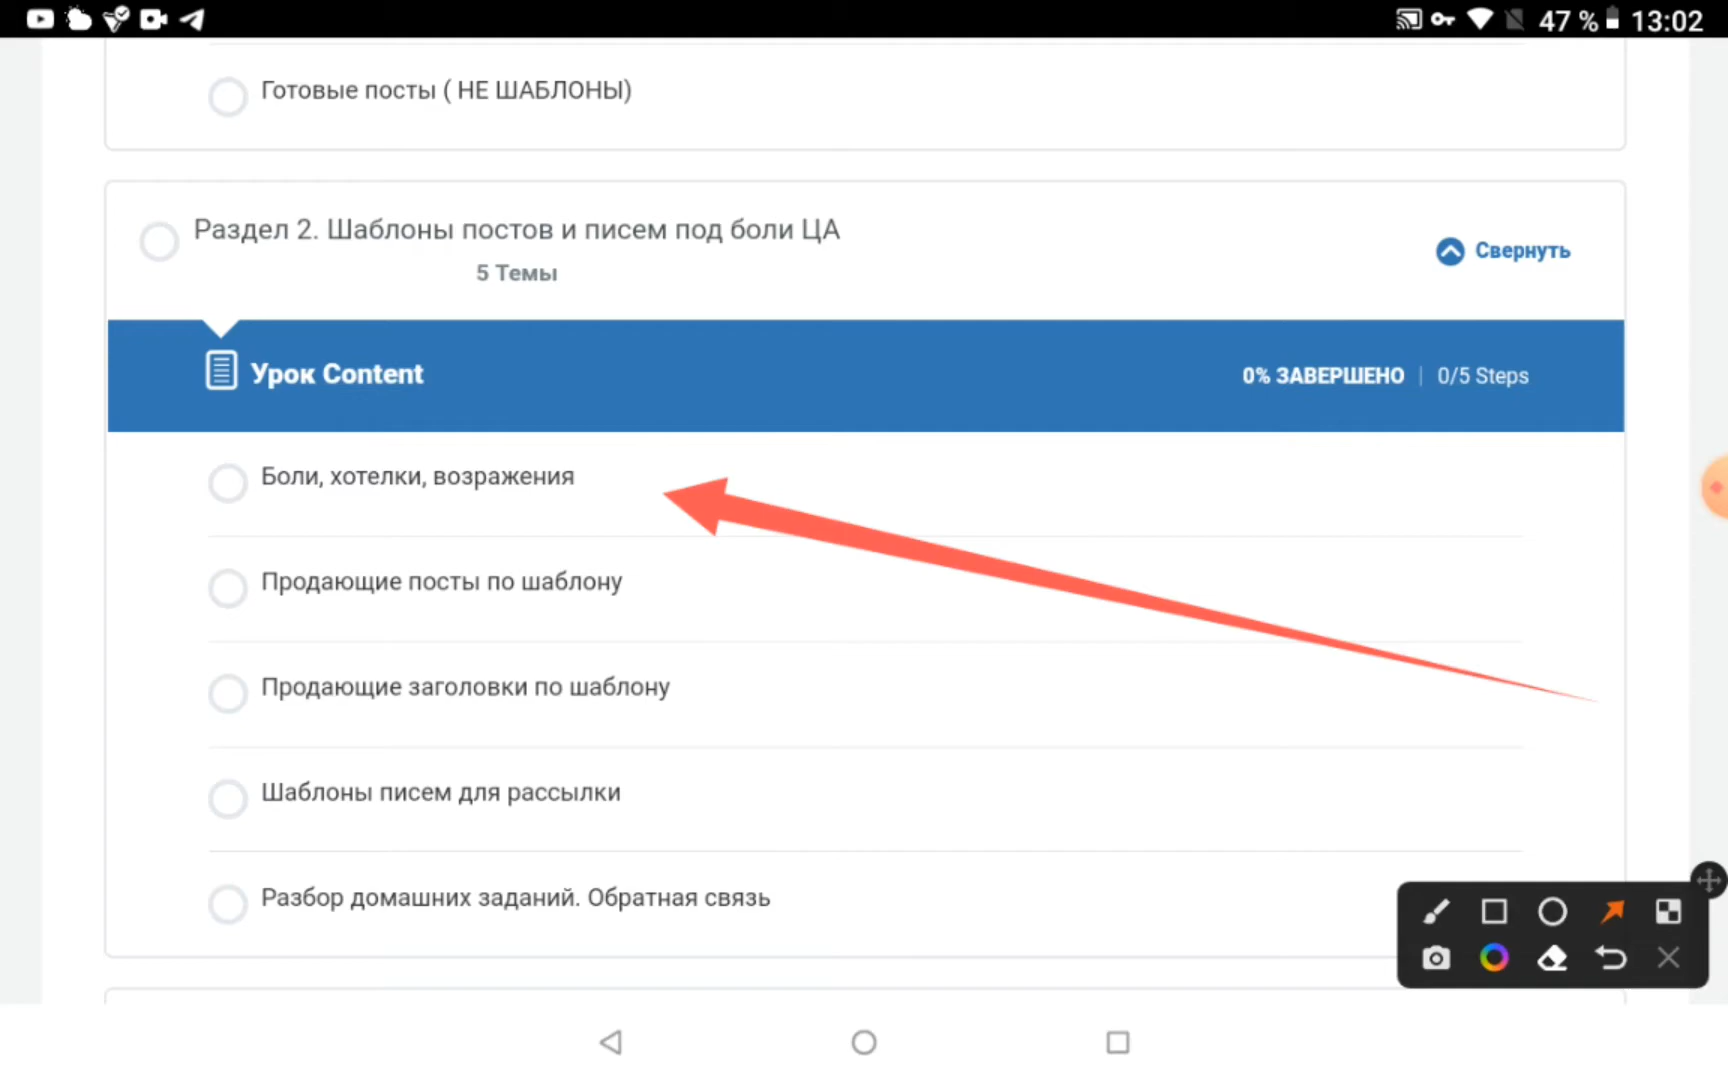 47 % 13:02
Готовые посты ( НЕ ШАБЛОНЫ)
Раздел 2. Шаблоны постов и писем под боли ЦА
5 Темы
Свернуть
Урок Content
0% ЗАВЕРШЕНО | 0/5 Steps
Боли, хотелки, возражения
Продающие посты по шаблону
Продающие заголовки по шаблону
Шаблоны писем для рассылки
Разбор домашних заданий. Обратная связь